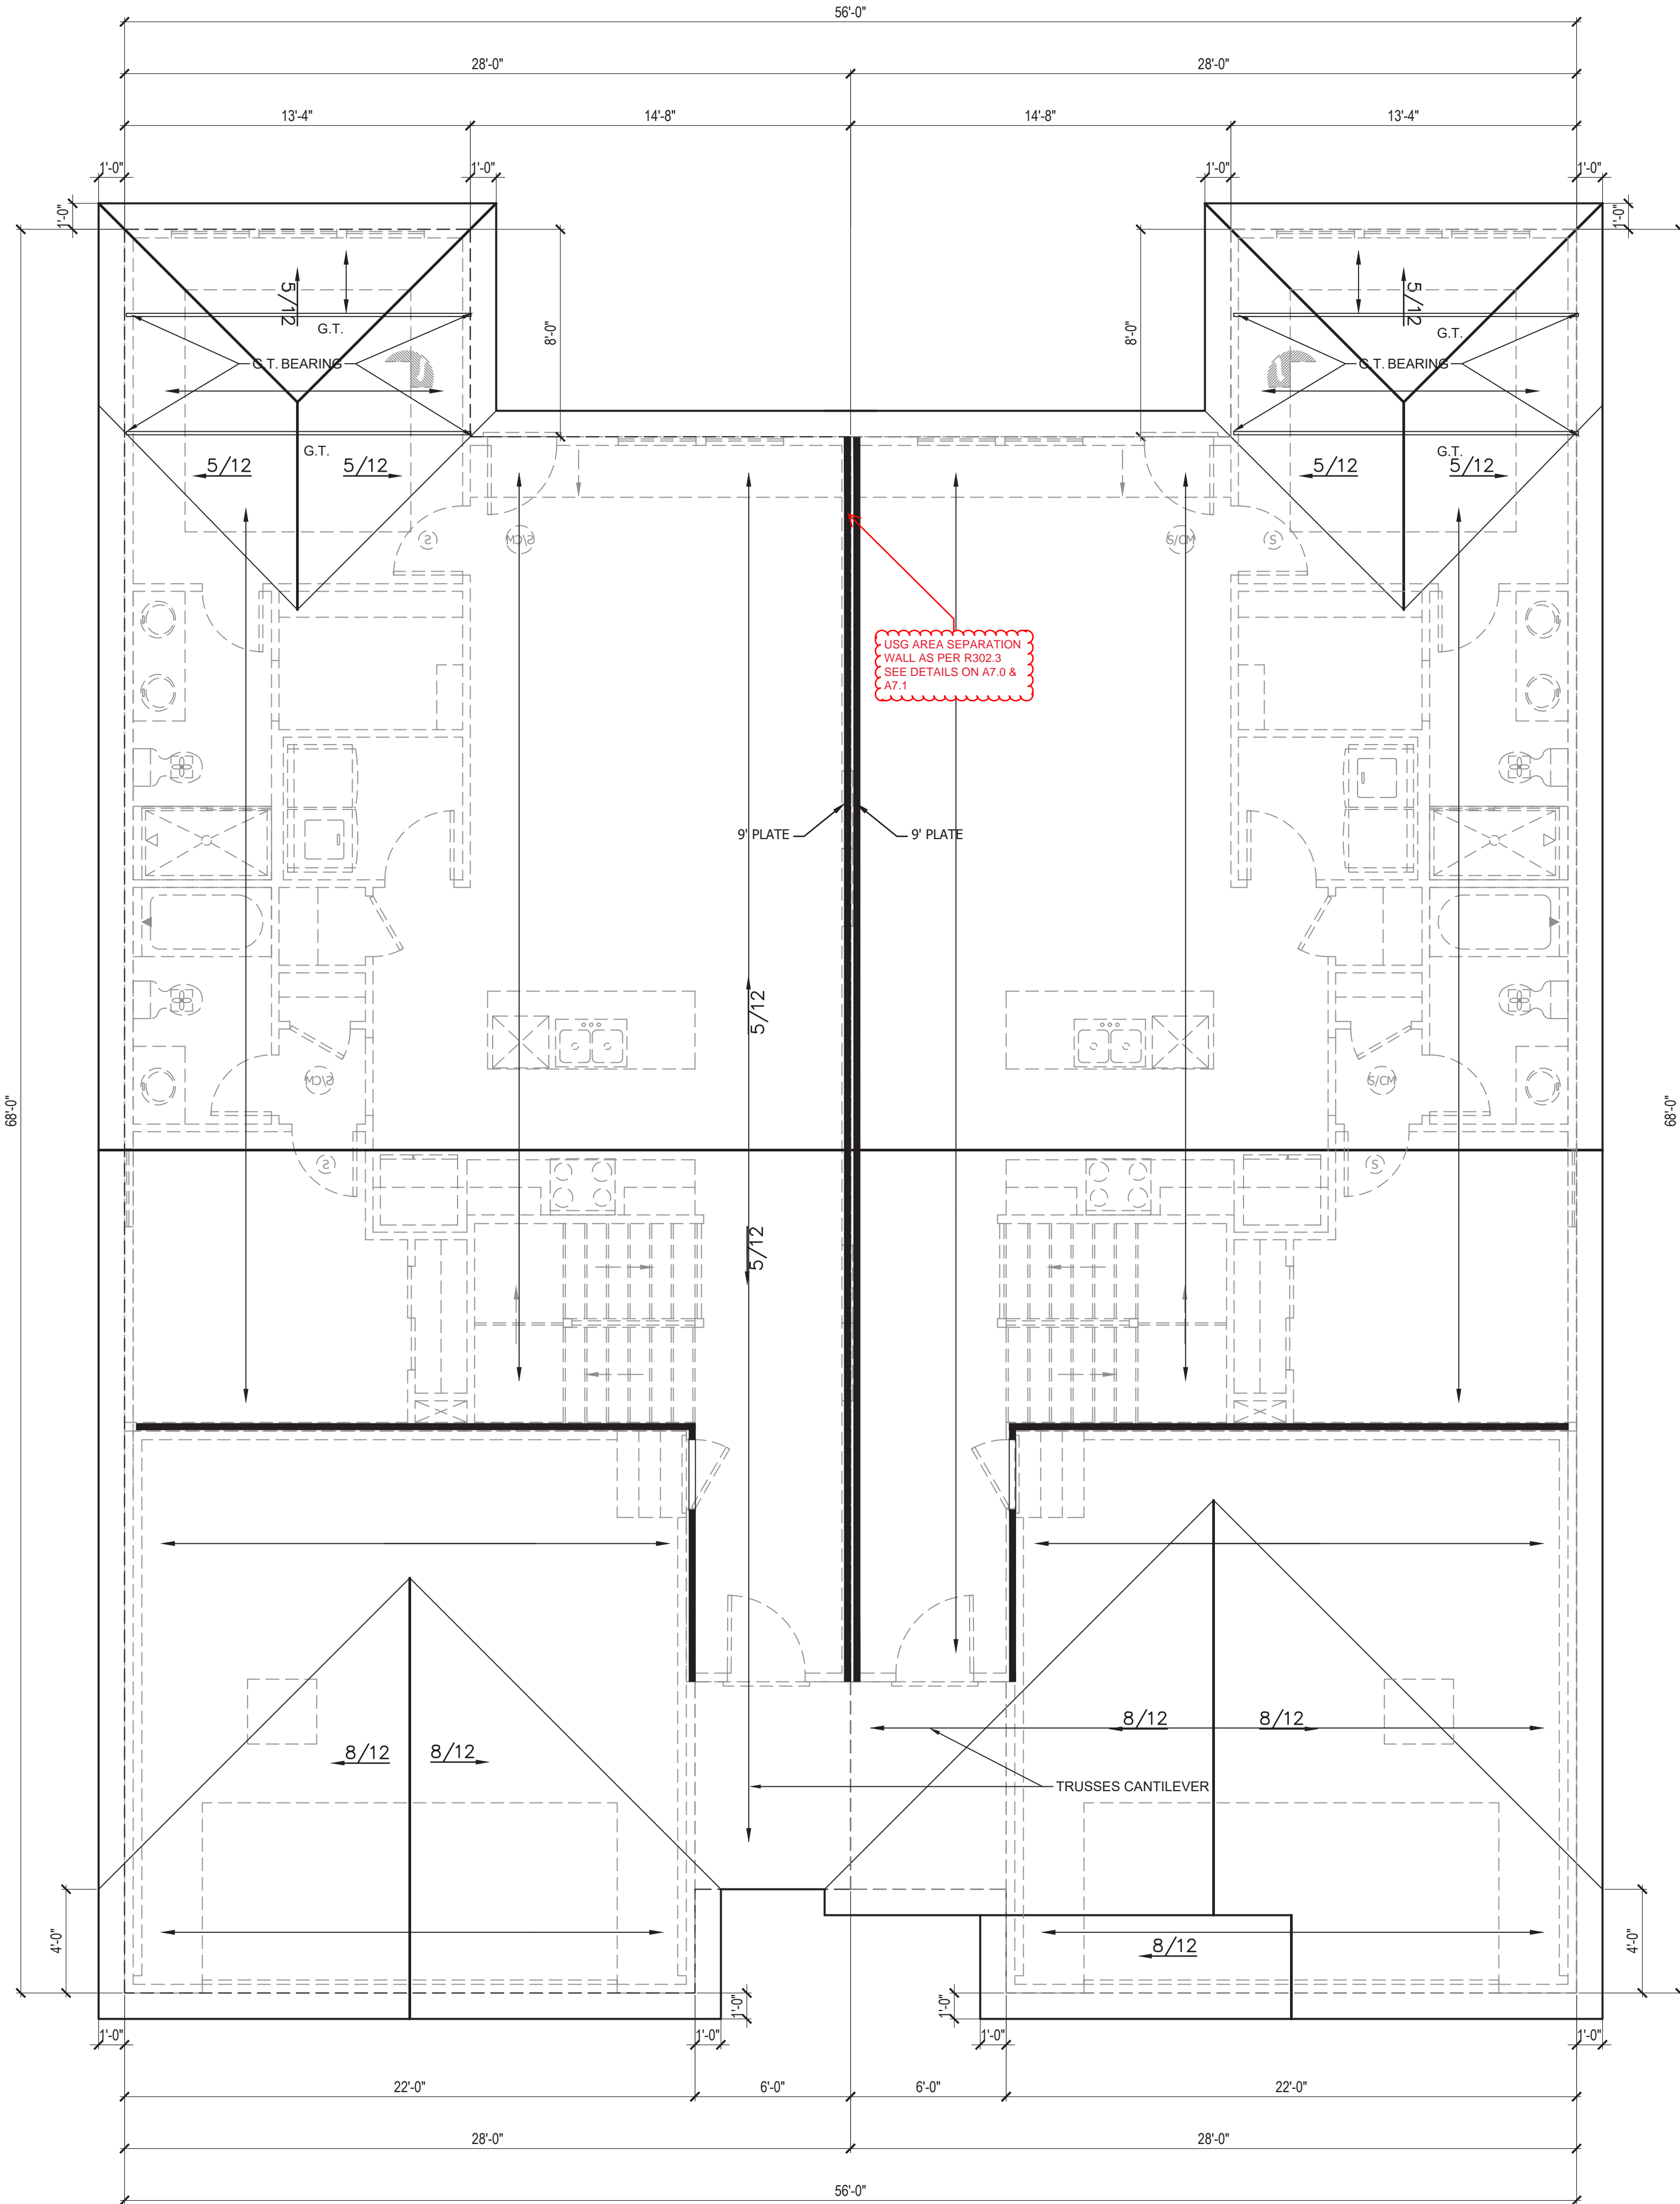 56'-0"
28'-0"
28'-0"
13'-4"
14'-8"
14'-8"
13'-4"
1'-0"
1'-0"
1'-0"
1'-0"
1'-0"
1'-0"
5/12
G.T.
8'-0"
8'-0"
5/12
G.T.
G.T. BEARING
G.T. BEARING
G.T.
G.T.
5/12
5/12
5/12
5/12
S
S/CM
S/CM
S
USG AREA SEPARATION
WALL AS PER R302.3
SEE DETAILS ON A7.0 &
A7.1
9' PLATE
9' PLATE
5/12
S/CM
S/CM
68'-0"
68'-0"
S
S
5/12
8/12
8/12
8/12
8/12
TRUSSES CANTILEVER
4'-0"
8/12
4'-0"
1'-0"
1'-0"
1'-0"
1'-0"
1'-0"
1'-0"
22'-0"
6'-0"
6'-0"
22'-0"
28'-0"
28'-0"
56'-0"